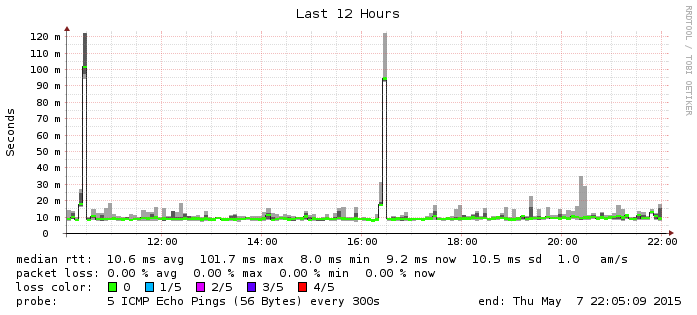 Last 12 Hours
RRDTOOL / TOBI OETIKER
Seconds
120 m
110 m
100 m
90 m
80 m
70 m
60 m
50 m
40 m
30 m
20 m
10 m
0
12:00 14:00 16:00 18:00 20:00 22:00
median rtt: 10.6 ms avg 101.7 ms max 8.0 ms min 9.2 ms now 10.5 ms sd 1.0 am/s
packet loss: 0.00 % avg 0.00 % max 0.00 % min 0.00 % now
loss color: 0 1/5 2/5 3/5 4/5
probe: 5 ICMP Echo Pings (56 Bytes) every 300s end: Thu May 7 22:05:09 2015